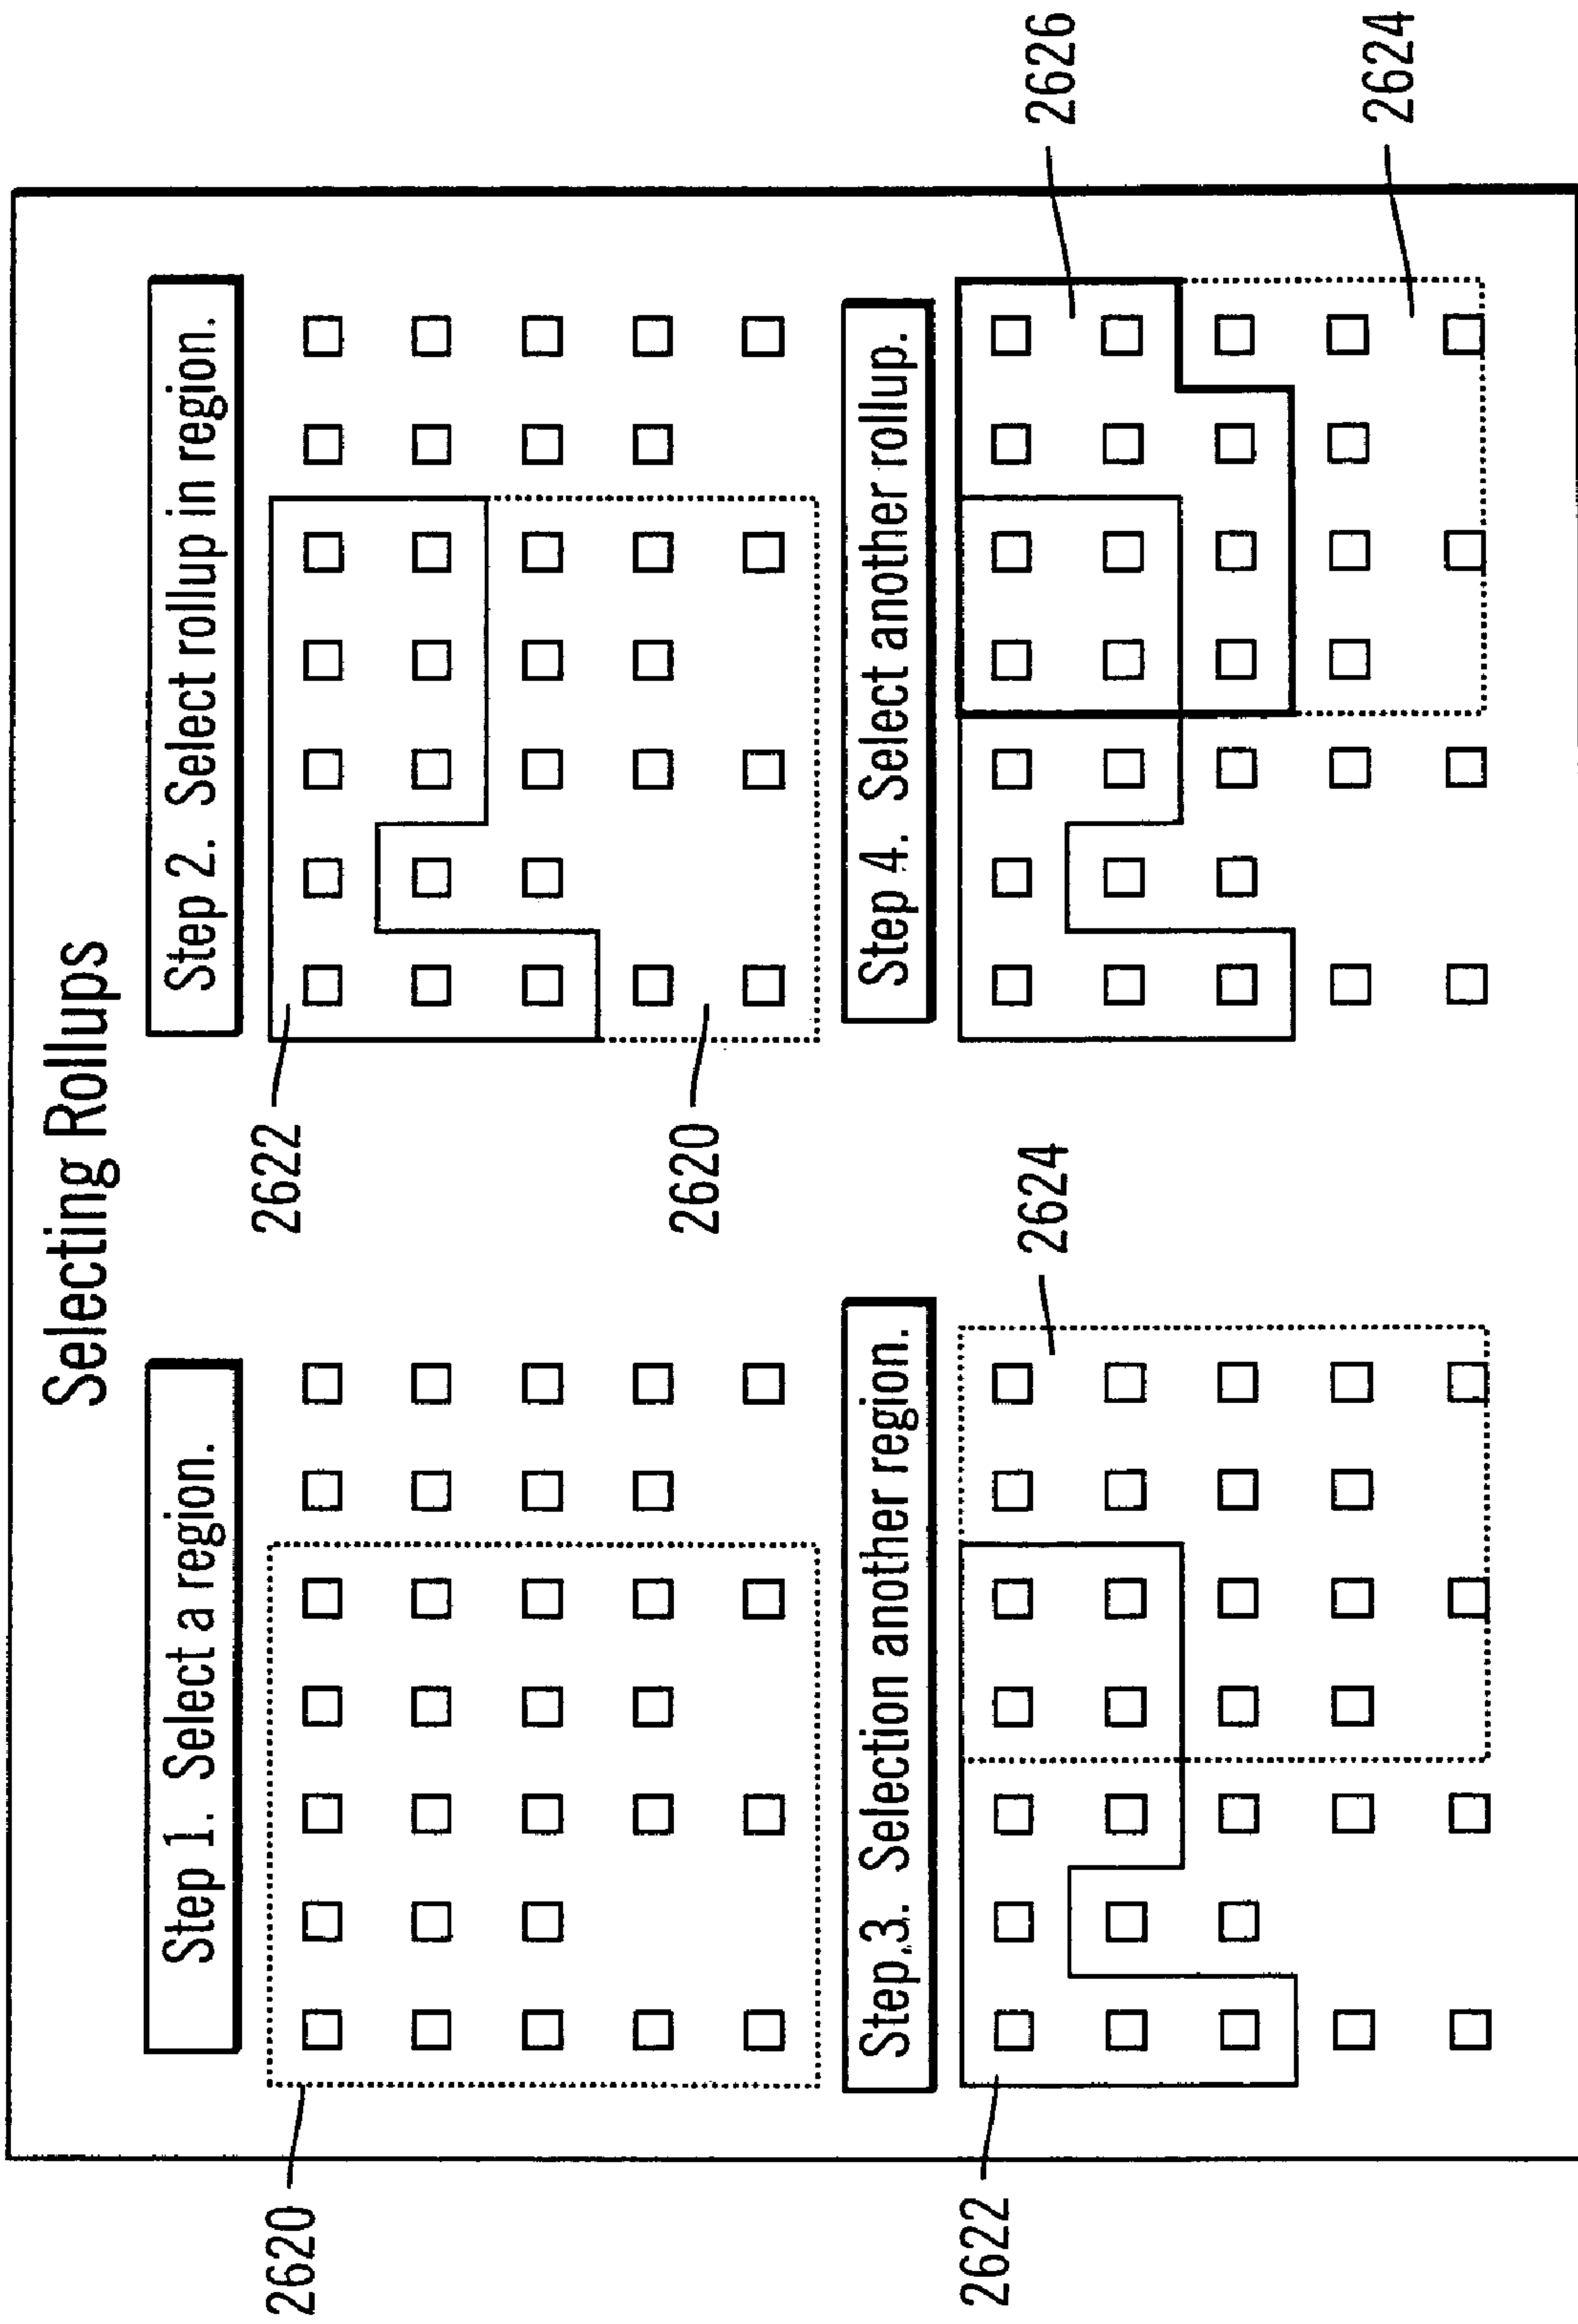 Selecting Rollups
Step 1. Select a region.
2620
Step 2. Select rollup in region.
2622
2620
Step.3. Selection another region.
2622
2624
Step 4. Select another rollup.
2626
2624